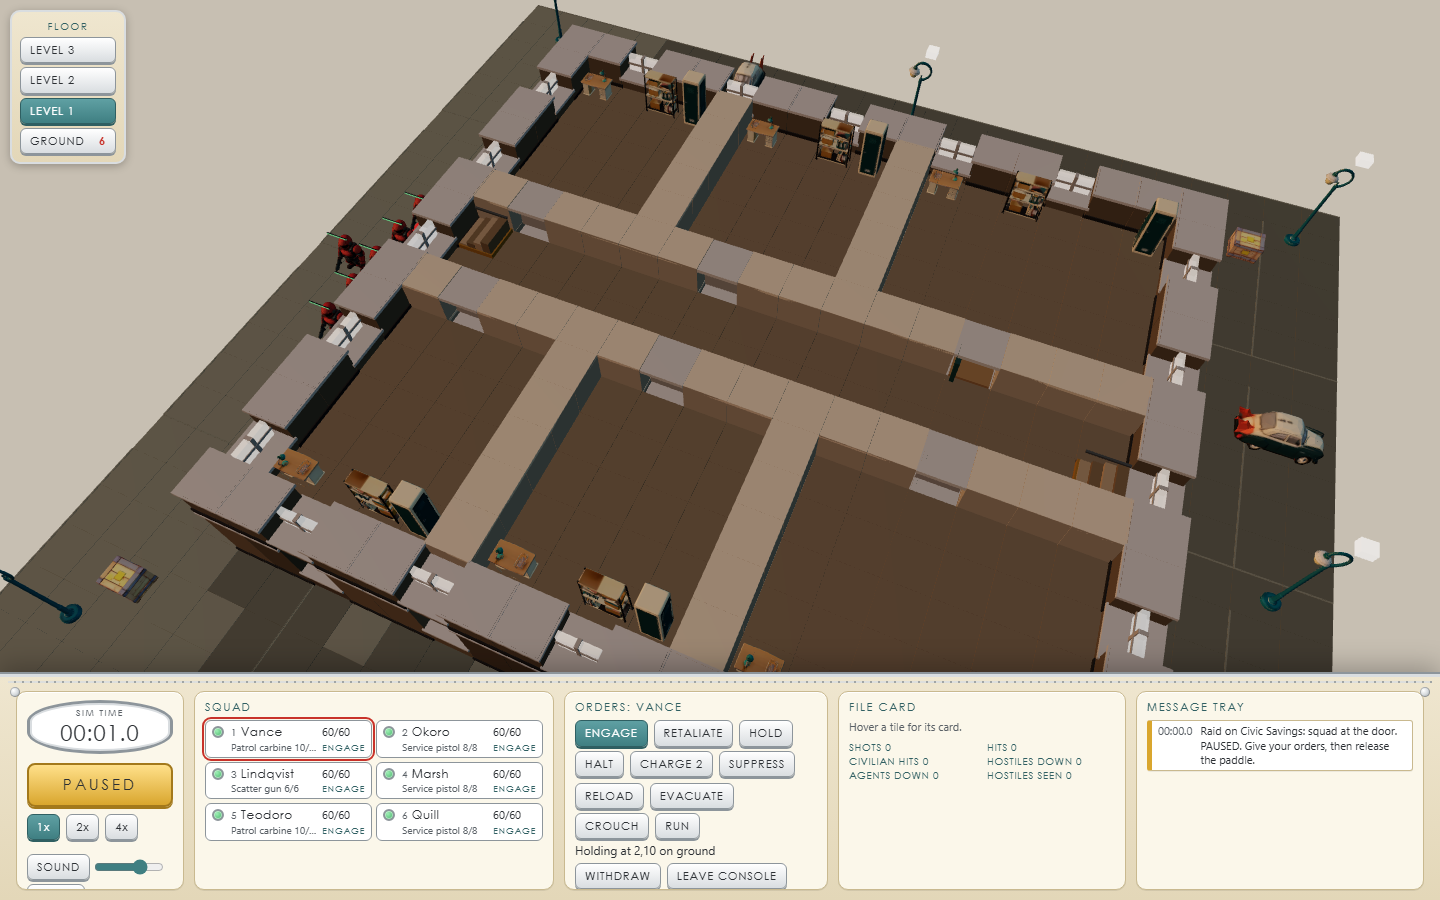 FLOOR
LEVEL 3
LEVEL 2
LEVEL 1
GROUND 6
SIM TIME
00:01.0
PAUSED
1x 2x 4x
SOUND
SQUAD
1 Vance 60/60
Patrol carbine 10/... ENGAGE
2 Okoro 60/60
Service pistol 8/8 ENGAGE
3 Lindqvist 60/60
Scatter gun 6/6 ENGAGE
4 Marsh 60/60
Service pistol 8/8 ENGAGE
5 Teodoro 60/60
Patrol carbine 10/... ENGAGE
6 Quill 60/60
Service pistol 8/8 ENGAGE
ORDERS: VANCE
ENGAGE RETALIATE HOLD
HALT CHARGE 2 SUPPRESS
RELOAD EVACUATE
CROUCH RUN
Holding at 2,10 on ground
WITHDRAW LEAVE CONSOLE
FILE CARD
Hover a tile for its card.
SHOTS 0 HITS 0
CIVILIAN HITS 0 HOSTILES DOWN 0
AGENTS DOWN 0 HOSTILES SEEN 0
MESSAGE TRAY
00:00.0 Raid on Civic Savings: squad at the door.
PAUSED. Give your orders, then release
the paddle.